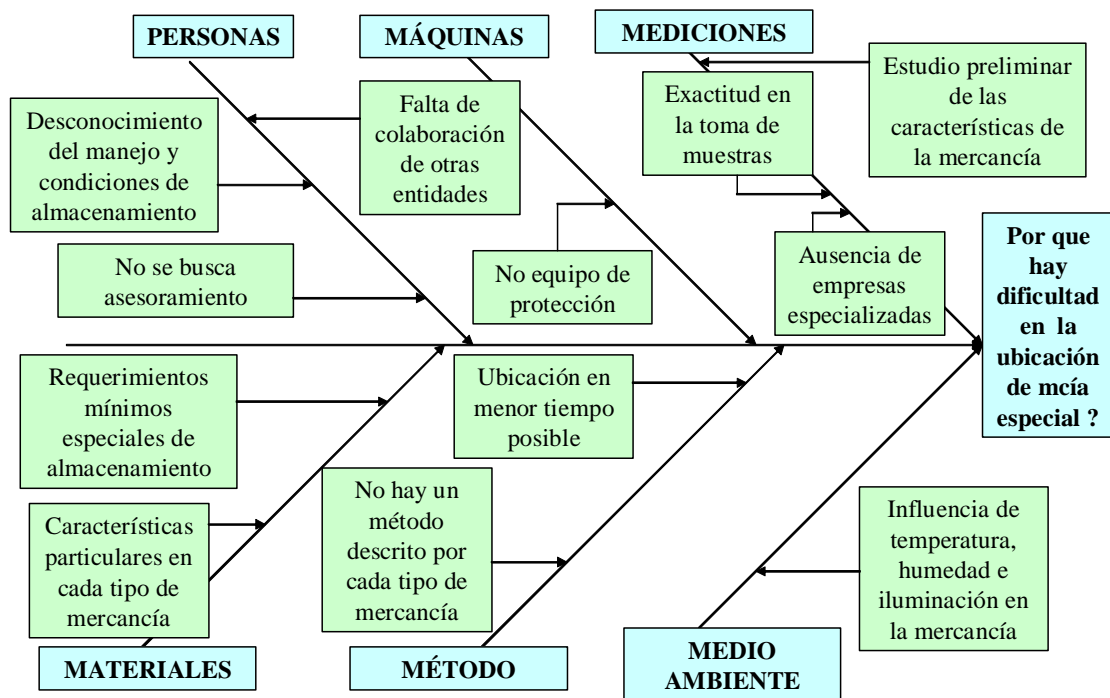 PERSONAS
MÁQUINAS
MEDICIONES
Desconocimiento
del manejo y
condiciones de
almacenamiento
Falta de
colaboración
de otras
entidades
Exactitud en
la toma de
muestras
Estudio preliminar
de las
características de
la mercancía
No se busca
asesoramiento
No equipo de
protección
Ausencia de
empresas
especializadas
Por que
hay
dificultad
en la
ubicación
de mcía
especial ?
Requerimientos
mínimos
especiales de
almacenamiento
Ubicación en
menor tiempo
posible
Características
particulares en
cada tipo de
mercancía
No hay un
método
descrito por
cada tipo de
mercancía
Influencia de
temperatura,
humedad e
iluminación en
la mercancía
MATERIALES
MÉTODO
MEDIO
AMBIENTE